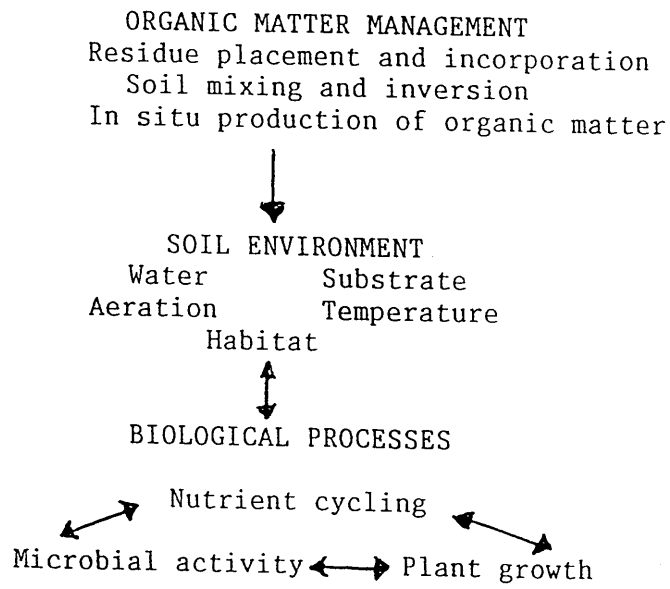 ORGANIC MATTER MANAGEMENT
Residue placement and incorporation
Soil mixing and inversion
In situ production of organic matter
SOIL ENVIRONMENT
Water Substrate
Aeration Temperature
Habitat
BIOLOGICAL PROCESSES
Nutrient cycling
Microbial activity Plant growth